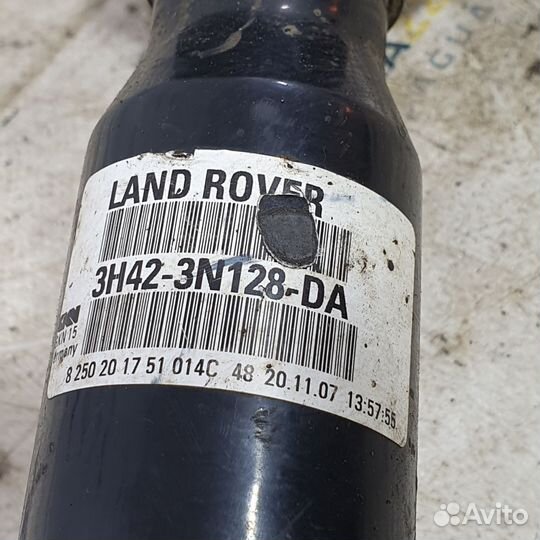 LAND ROVER
3H42-3N128-DA
8 250 20 17 51 014C 48 20.11.07 13:57:55
Avito